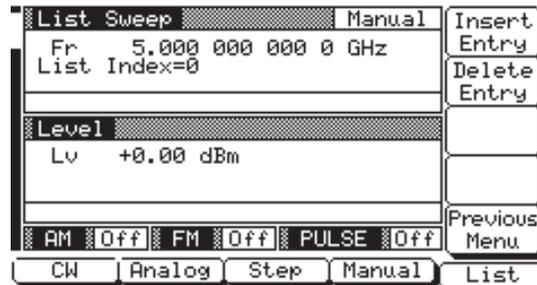 List Sweep Manual
Fr 5.000 000 000 0 GHz
List Index=0
Level
Lv +0.00 dBm
AM Off FM Off PULSE Off
CW Analog Step Manual List
Insert
Entry
Delete
Entry
Previous
Menu